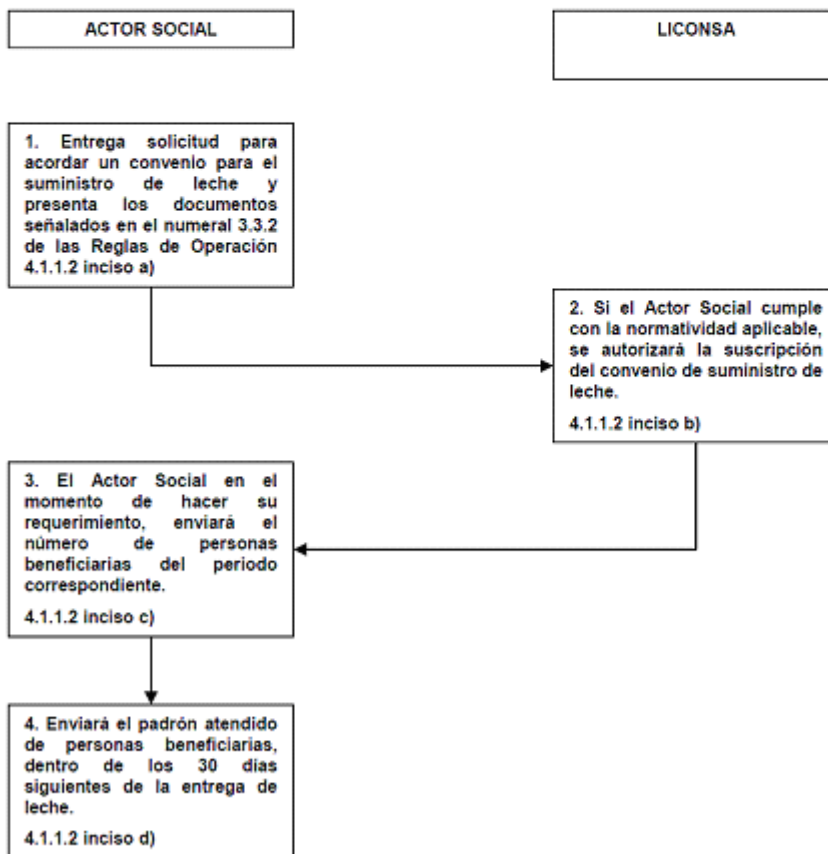 ACTOR SOCIAL
LICONSA
1. Entrega solicitud para
acordar un convenio para el
suministro de leche y
presenta los documentos
señalados en el numeral 3.3.2
de las Reglas de Operación
4.1.1.2 inciso a)
2. Si el Actor Social cumple
con la normatividad aplicable,
se autorizará la suscripción
del convenio de suministro de
leche.
4.1.1.2 inciso b)
3. El Actor Social en el
momento de hacer su
requerimiento, enviará el
número de personas
beneficiarias del periodo
correspondiente.
4.1.1.2 inciso c)
4. Enviará el padrón atendido
de personas beneficiarias,
dentro de los 30 días
siguientes de la entrega de
leche.
4.1.1.2 inciso d)